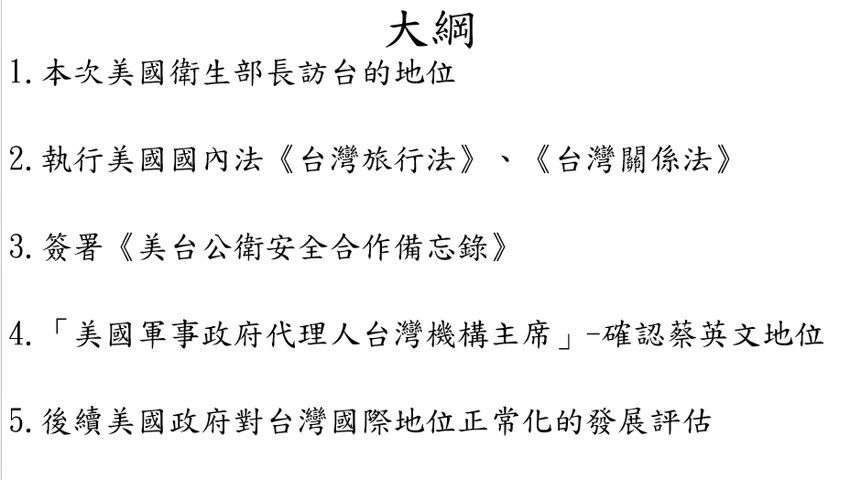 大綱
1.本次美國衛生部長訪台的地位
2.執行美國國內法《台灣旅行法》、《台灣關係法》
3.簽署《美台公衛安全合作備忘錄》
4.「美國軍事政府代理人台灣機構主席」-確認蔡英文地位
5.後續美國政府對台灣國際地位正常化的發展評估